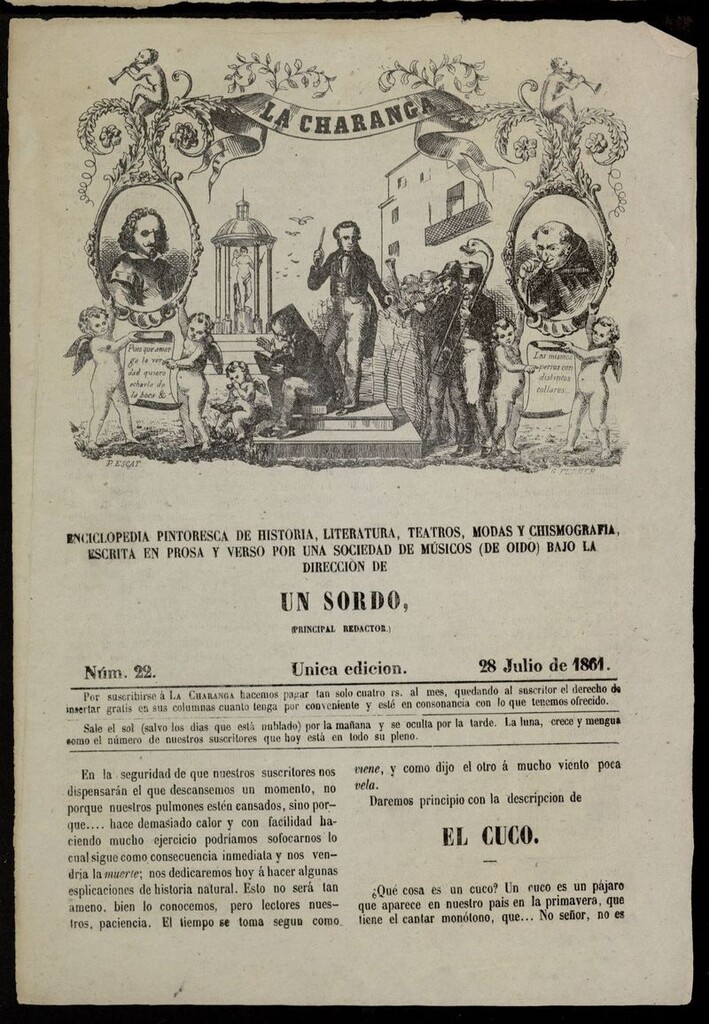 LA CHARANGA
Pues que amar
ga la ver
dad quiero
echarla de
la boca &
Los mismos
perros con
distintos
collares..
P. ESCAT
ENCICLOPEDIA PINTORESCA DE HISTORIA, LITERATURA, TEATROS, MODAS Y CHISMOGRAFIA,
ESCRITA EN PROSA Y VERSO POR UNA SOCIEDAD DE MÚSICOS (DE OIDO) BAJO LA
DIRECCIÒN DE
UN SORDO,
(PRINCIPAL REDACTOR.)
Núm. 22. Unica edicion. 28 Julio de 1861.
Por suscribirse á LA CHARANGA hacemos pagar tan solo cuatro rs. al mes, quedando al suscritor el derecho de
insertar gratis en sus columnas cuanto tenga por conveniente y esté en consonancia con lo que tenemos ofrecido.
Sale el sol (salvo los dias que está nublado) por la mañana y se oculta por la tarde. La luna, crece y mengua
como el número de nuestros suscritores que hoy está en todo su pleno.
En la seguridad de que nuestros suscritores nos
dispensarán el que descansemos un momento, no
porque nuestros pulmones estén cansados, sino por-
que.... hace demasiado calor y con facilidad ha-
ciendo mucho ejercicio podríamos sofocarnos lo
cual sigue como consecuencia inmediata y nos ven-
dria la muerte; nos dedicaremos hoy á hacer algunas
esplicaciones de historia natural. Esto no será tan
ameno, bien lo conocemos, pero lectores nues-
tros, paciencia. El tiempo se toma segun como
viene, y como dijo el otro á mucho viento poca
vela.
Daremos principio con la descripcion de
EL CUCO.
¿Qué cosa es un cuco? Un cuco es un pájaro
que aparece en nuestro pais en la primavera, que
tiene el cantar monótono, que... No señor, no es